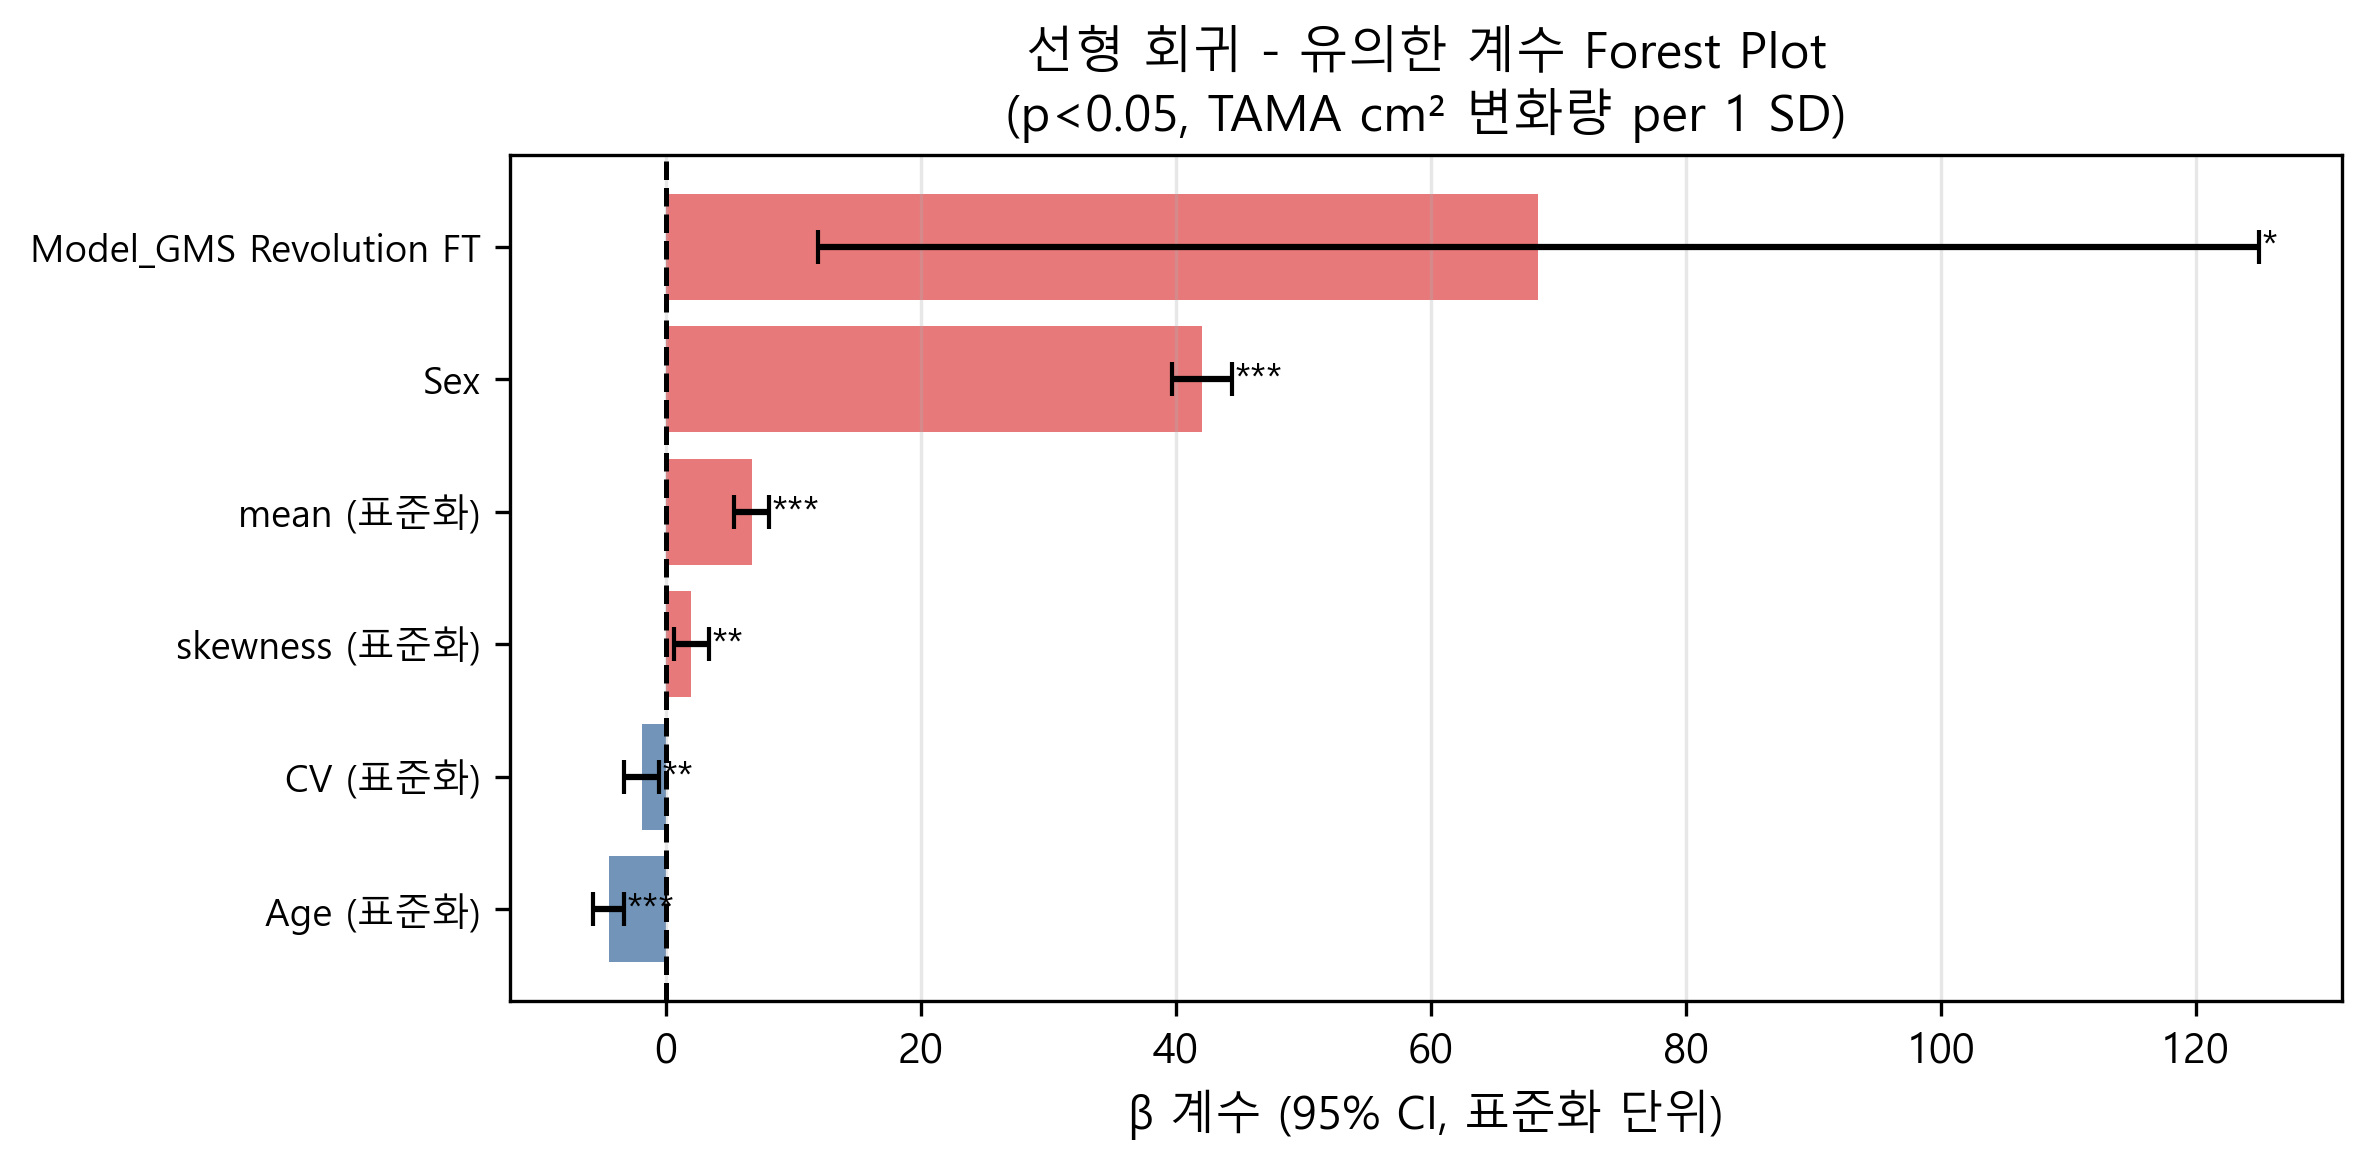 선형 회귀 - 유의한 계수 Forest Plot
(p<0.05, TAMA cm² 변화량 per 1 SD)
Model_GMS Revolution FT
*
Sex
***
mean (표준화)
***
skewness (표준화)
**
CV (표준화)
**
Age (표준화)
***
0 20 40 60 80 100 120
β 계수 (95% CI, 표준화 단위)